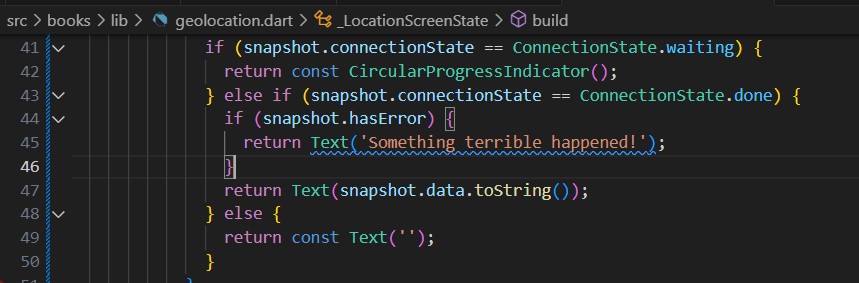 src > books > lib > geolocation.dart > _LocationScreenState > build
41 if (snapshot.connectionState == ConnectionState.waiting) {
42 return const CircularProgressIndicator();
43 } else if (snapshot.connectionState == ConnectionState.done) {
44 if (snapshot.hasError) {
45 return Text('Something terrible happened!');
46 }
47 return Text(snapshot.data.toString());
48 } else {
49 return const Text('');
50 }
51 }